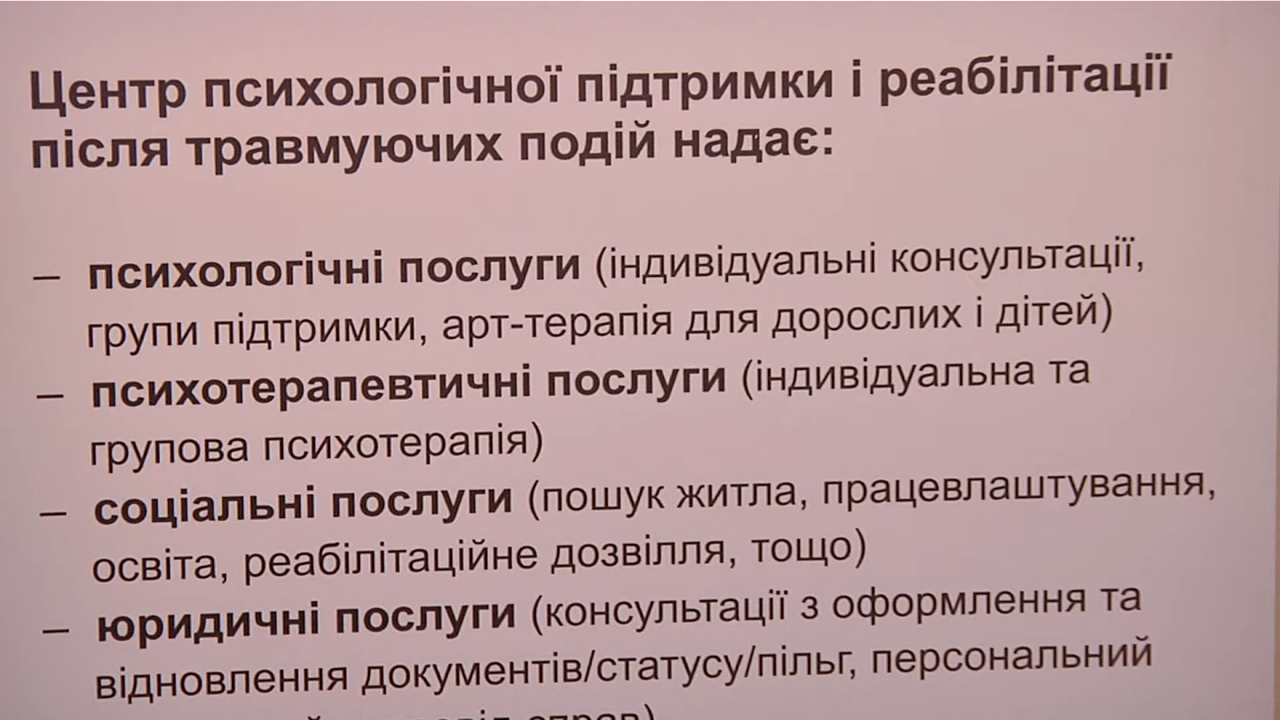 Центр психологічної підтримки і реабілітації
після травмуючих подій надає:
– психологічні послуги (індивідуальні консультації,
групи підтримки, арт-терапія для дорослих і дітей)
– психотерапевтичні послуги (індивідуальна та
групова психотерапія)
– соціальні послуги (пошук житла, працевлаштування,
освіта, реабілітаційне дозвілля, тощо)
– юридичні послуги (консультації з оформлення та
відновлення документів/статусу/пільг, персональний